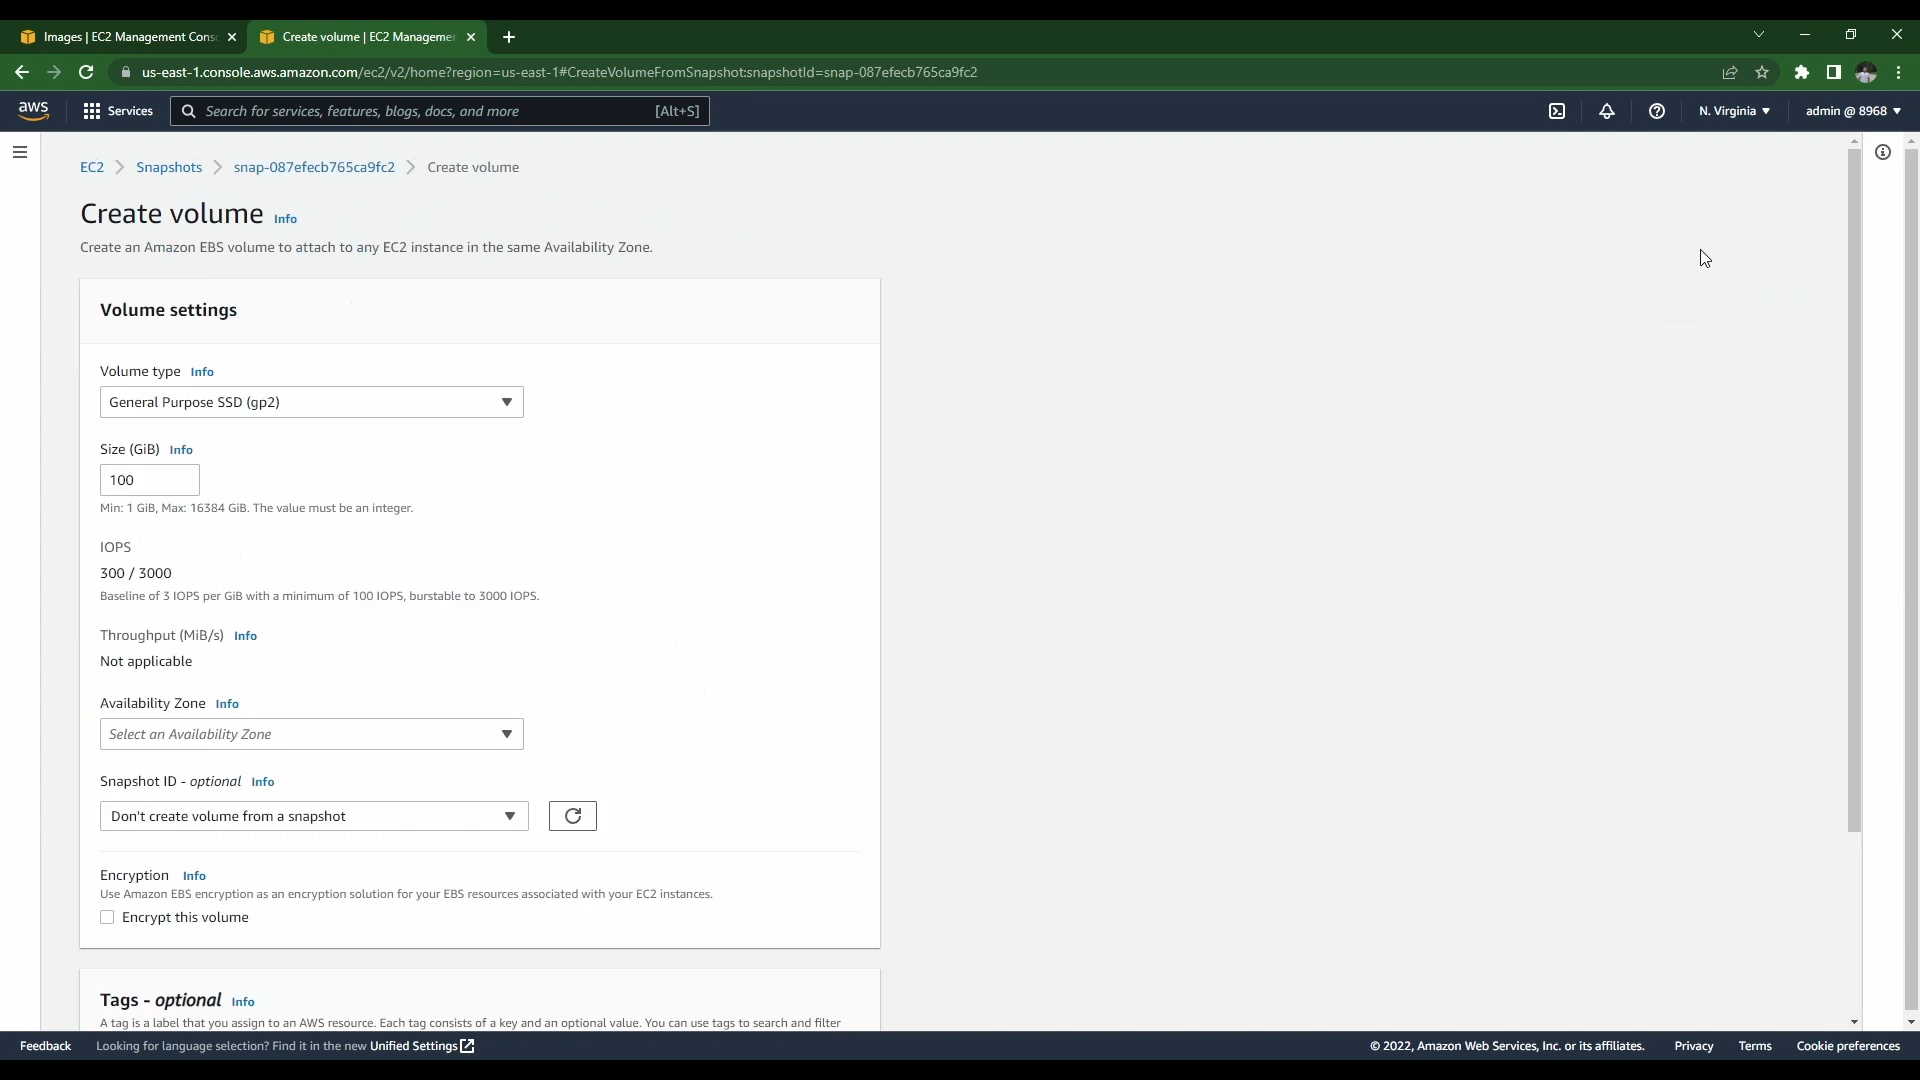 Images | EC2 Management Cons
Create volume | EC2 Manageme
us-east-1.console.aws.amazon.com/ec2/v2/home?region=us-east-1#CreateVolumeFromSnapshot:snapshotId=snap-087efecb765ca9fc2
aws
Services
Search for services, features, blogs, docs, and more
[Alt+S]
N. Virginia
admin @ 8968
EC2
Snapshots
snap-087efecb765ca9fc2
Create volume
Create volume Info
Create an Amazon EBS volume to attach to any EC2 instance in the same Availability Zone.
Volume settings
Volume type Info
General Purpose SSD (gp2)
Size (GiB) Info
100
Min: 1 GiB, Max: 16384 GiB. The value must be an integer.
IOPS
300 / 3000
Baseline of 3 IOPS per GiB with a minimum of 100 IOPS, burstable to 3000 IOPS.
Throughput (MiB/s) Info
Not applicable
Availability Zone Info
Select an Availability Zone
Snapshot ID - optional Info
Don't create volume from a snapshot
Encryption Info
Use Amazon EBS encryption as an encryption solution for your EBS resources associated with your EC2 instances.
Encrypt this volume
Tags - optional Info
A tag is a label that you assign to an AWS resource. Each tag consists of a key and an optional value. You can use tags to search and filter
Feedback
Looking for language selection? Find it in the new Unified Settings
© 2022, Amazon Web Services, Inc. or its affiliates.
Privacy
Terms
Cookie preferences